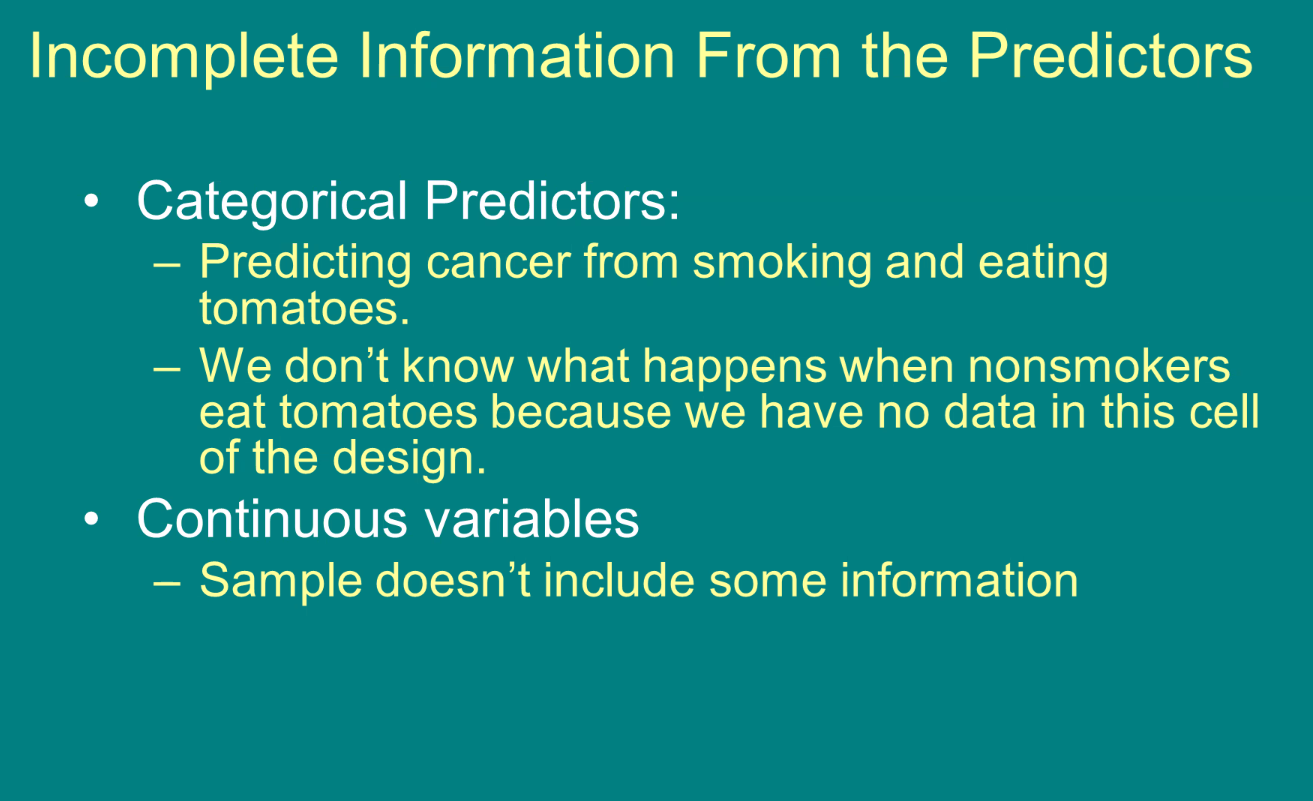 Incomplete Information From the Predictors
• Categorical Predictors:
– Predicting cancer from smoking and eating
tomatoes.
– We don’t know what happens when nonsmokers
eat tomatoes because we have no data in this cell
of the design.
• Continuous variables
– Sample doesn’t include some information